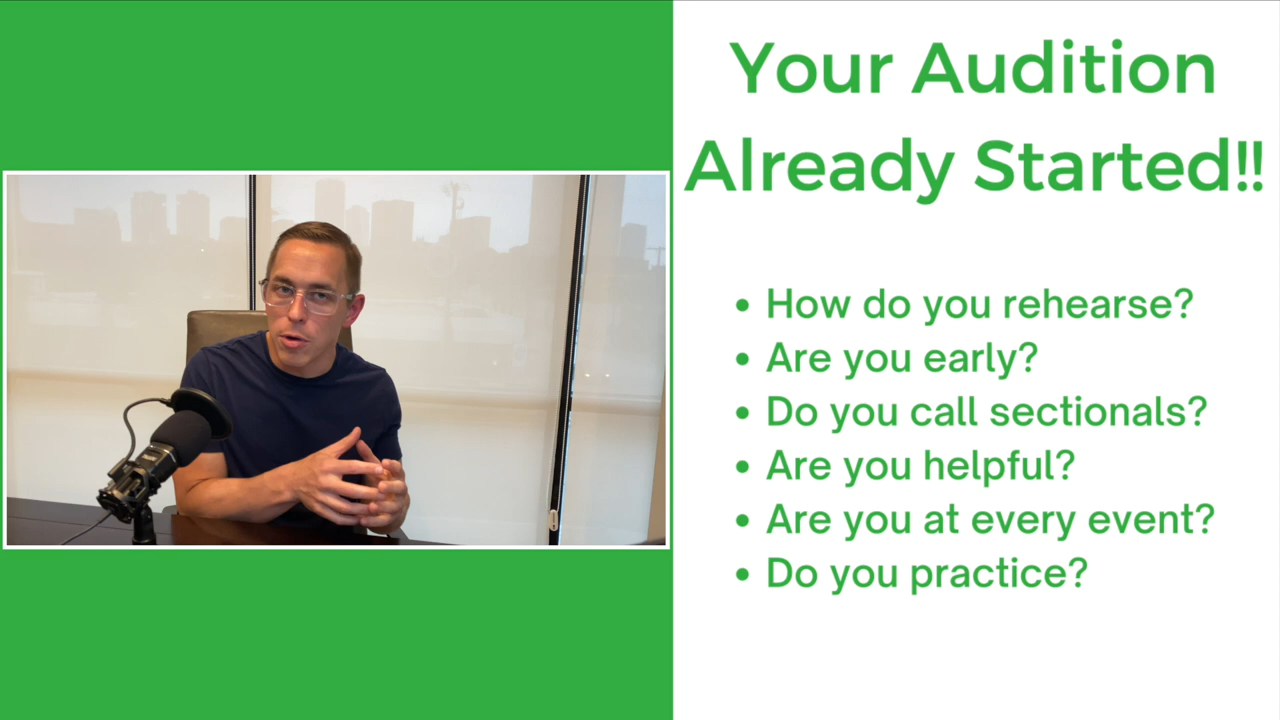 Your Audition
Already Started!!
• How do you rehearse?
• Are you early?
• Do you call sectionals?
• Are you helpful?
• Are you at every event?
• Do you practice?